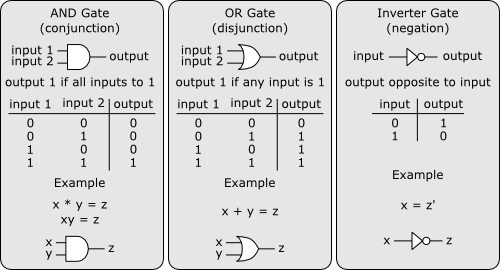 AND Gate
(conjunction)
input 1
input 2
output
output 1 if all inputs to 1
input 1 input 2 output
0 0 0
0 1 0
1 0 0
1 1 1
Example
x * y = z
xy = z
x
y
z
OR Gate
(disjunction)
input 1
input 2
output
output 1 if any input is 1
input 1 input 2 output
0 0 0
0 1 1
1 0 1
1 1 1
Example
x + y = z
x
y
z
Inverter Gate
(negation)
input output
output opposite to input
input output
0 1
1 0
Example
x = z'
x z